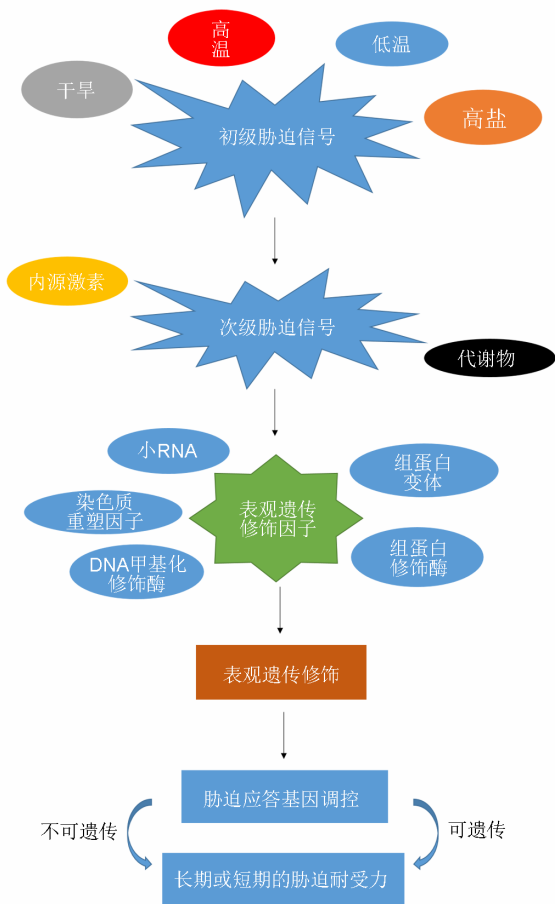 高
温
低温
干旱
高盐
初级胁迫信号
内源激素
次级胁迫信号
代谢物
小RNA
组蛋白
变体
染色质
重塑因子
表观遗传
修饰因子
组蛋白
修饰酶
DNA甲基化
修饰酶
表观遗传修饰
胁迫应答基因调控
不可遗传
可遗传
长期或短期的胁迫耐受力